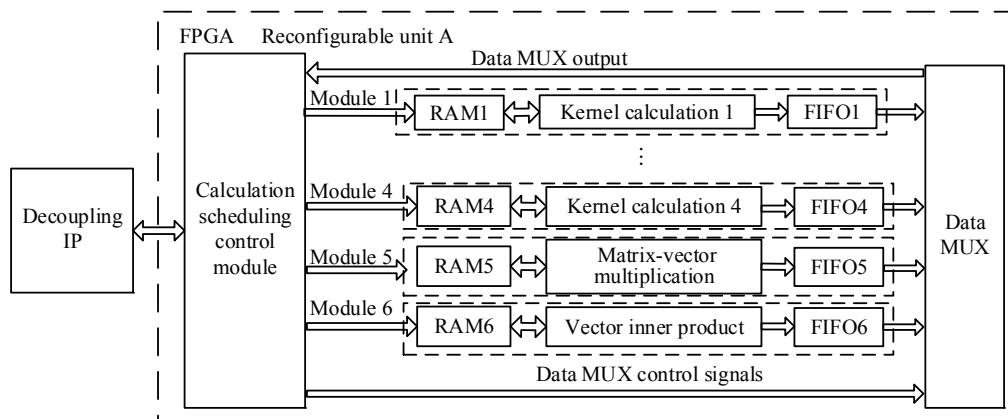 FPGA Reconfigurable unit A
Data MUX output
Module 1
RAM1
Kernel calculation 1
FIFO1
⋮
Module 4
RAM4
Kernel calculation 4
FIFO4
Module 5
RAM5
Matrix-vector
multiplication
FIFO5
Module 6
RAM6
Vector inner product
FIFO6
Data MUX control signals
Decoupling
IP
Calculation
scheduling
control
module
Data
MUX